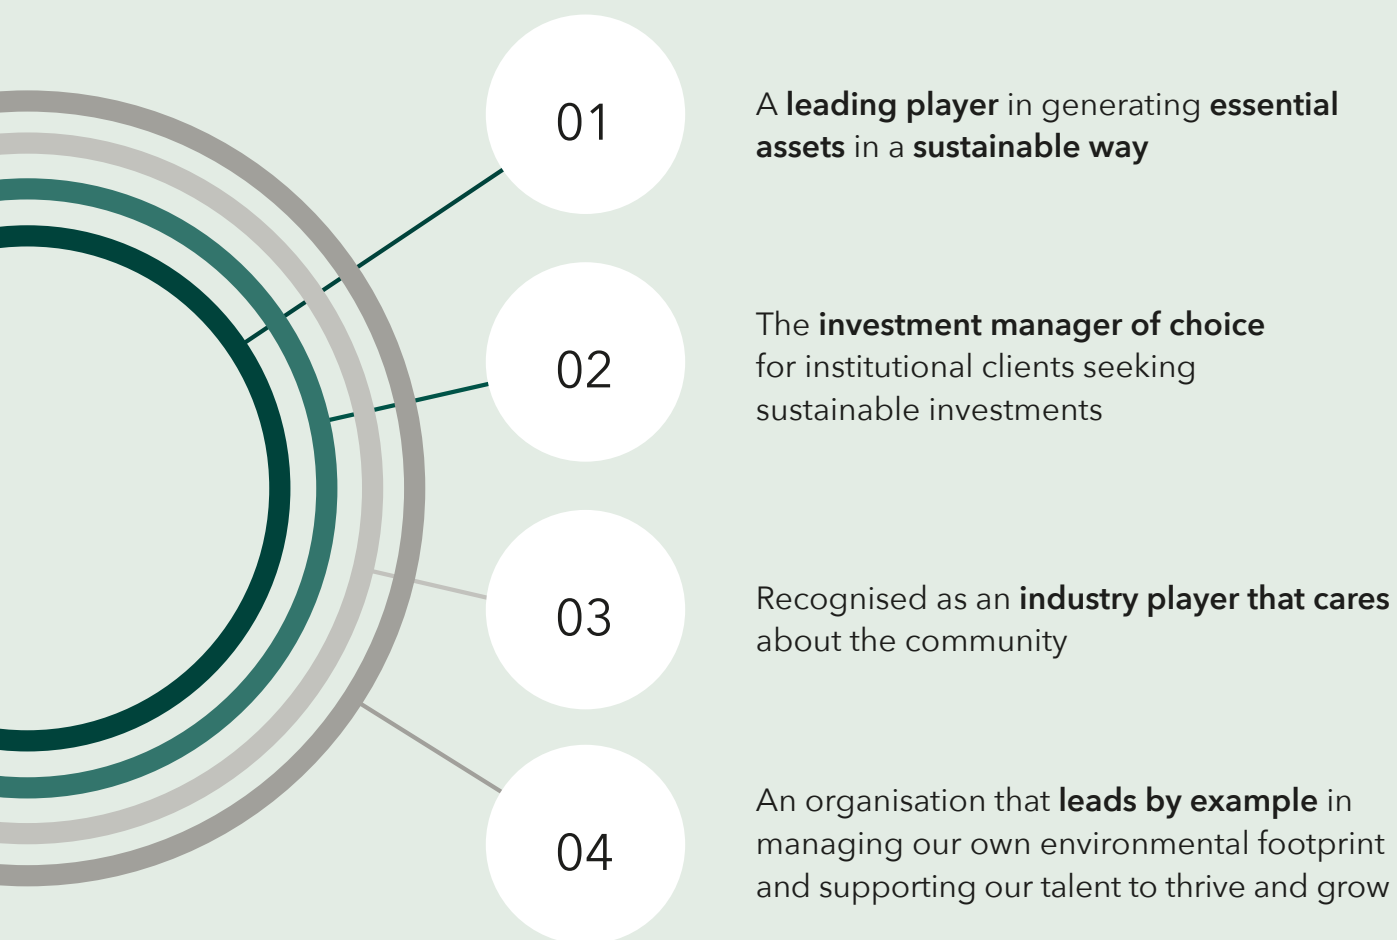 01
A leading player in generating essential
assets in a sustainable way
02
The investment manager of choice
for institutional clients seeking
sustainable investments
03
Recognised as an industry player that cares
about the community
04
An organisation that leads by example in
managing our own environmental footprint
and supporting our talent to thrive and grow